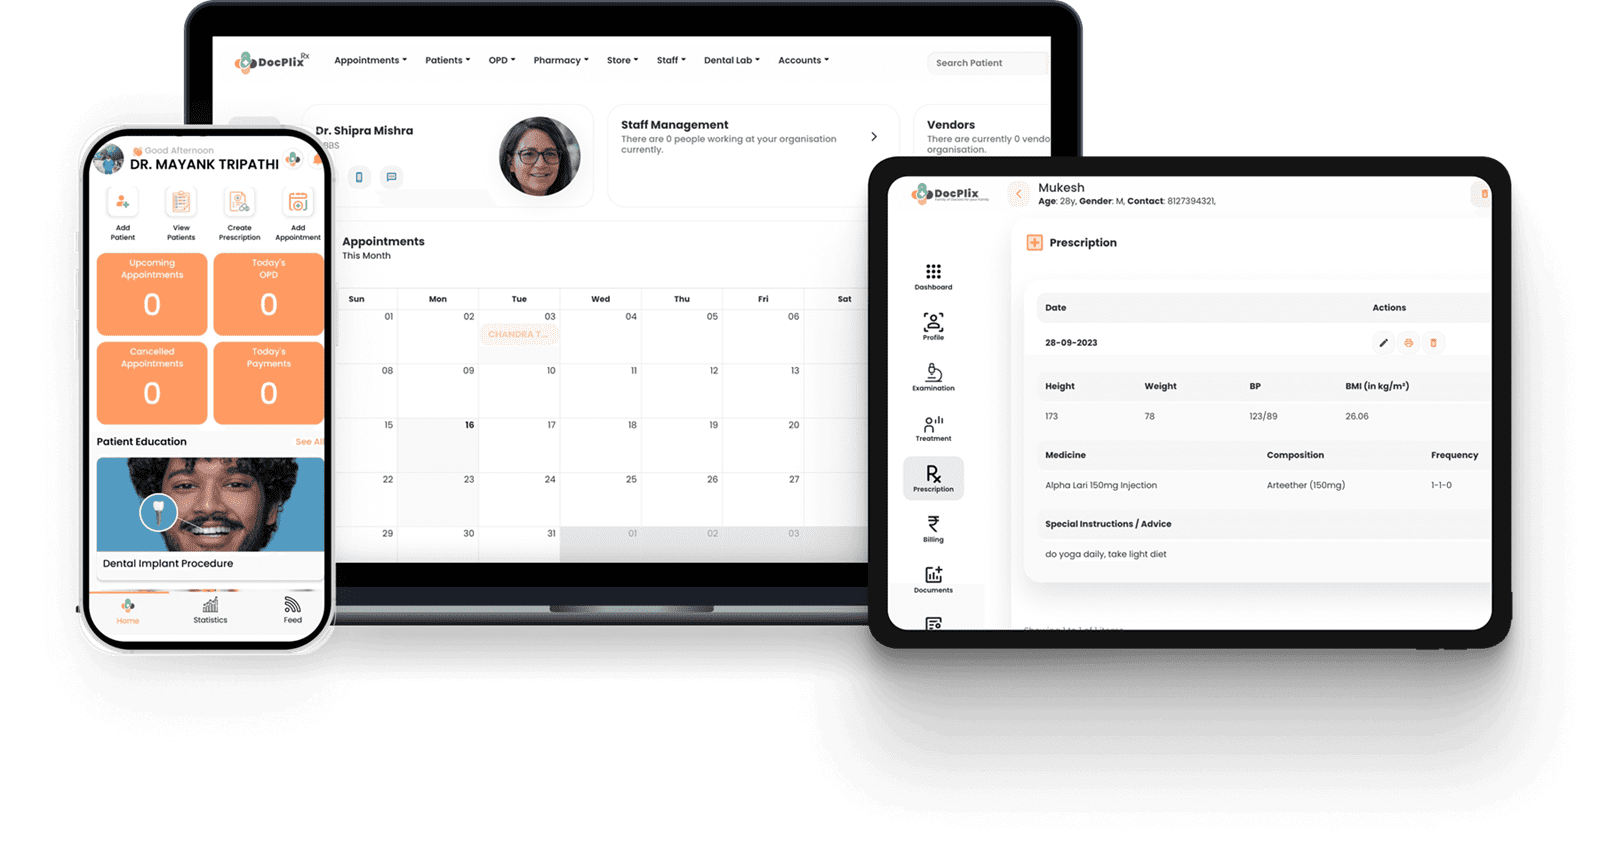 DocPlix Rx
Appointments Patients OPD Pharmacy Store Staff Dental Lab Accounts
Search Patient
Dr. Shipra Mishra
Staff Management
There are 0 people working at your organisation
currently.
Vendors
There are currently 0 vendo
organisation.
Appointments
This Month
Sun Mon Tue Wed Thu Fri Sat
01 02 03 04 05 06
CHANDRA T...
08 09 10 11 12 13
15 16 17 18 19 20
22 23 24 25 26 27
29 30 31 01 02 03
Good Afternoon
DR. MAYANK TRIPATHI
Add
Patient
View
Patients
Create
Prescription
Add
Appointment
Upcoming
Appointments
0
Today's
OPD
0
Cancelled
Appointments
0
Today's
Payments
0
Patient Education See All
Dental Implant Procedure
Home Statistics Feed
DocPlix
Family of Doctors for your Family
Mukesh
Age: 28y, Gender: M, Contact: 8127394321,
Dashboard
Profile
Examination
Treatment
Rx
Prescription
₹
Billing
Documents
Prescription
Date Actions
28-09-2023
Height Weight BP BMI (in kg/m²)
173 78 123/89 26.06
Medicine Composition Frequency
Alpha Lari 150mg Injection Arteether (150mg) 1-1-0
Special Instructions / Advice
do yoga daily, take light diet